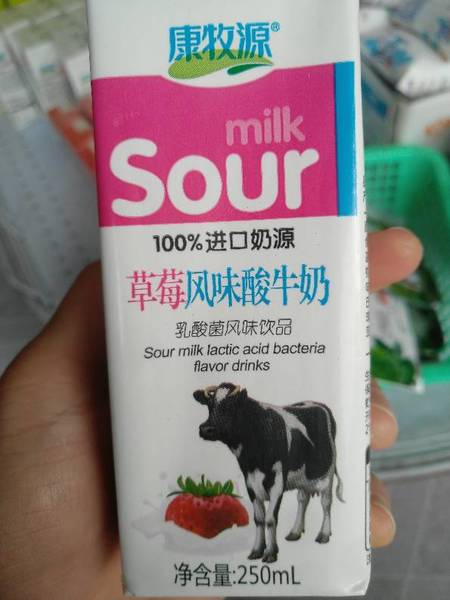 康牧源®
milk
Sour
100%进口奶源
草莓风味酸牛奶
乳酸菌风味饮品
Sour milk lactic acid bacteria
flavor drinks
净含量:250mL